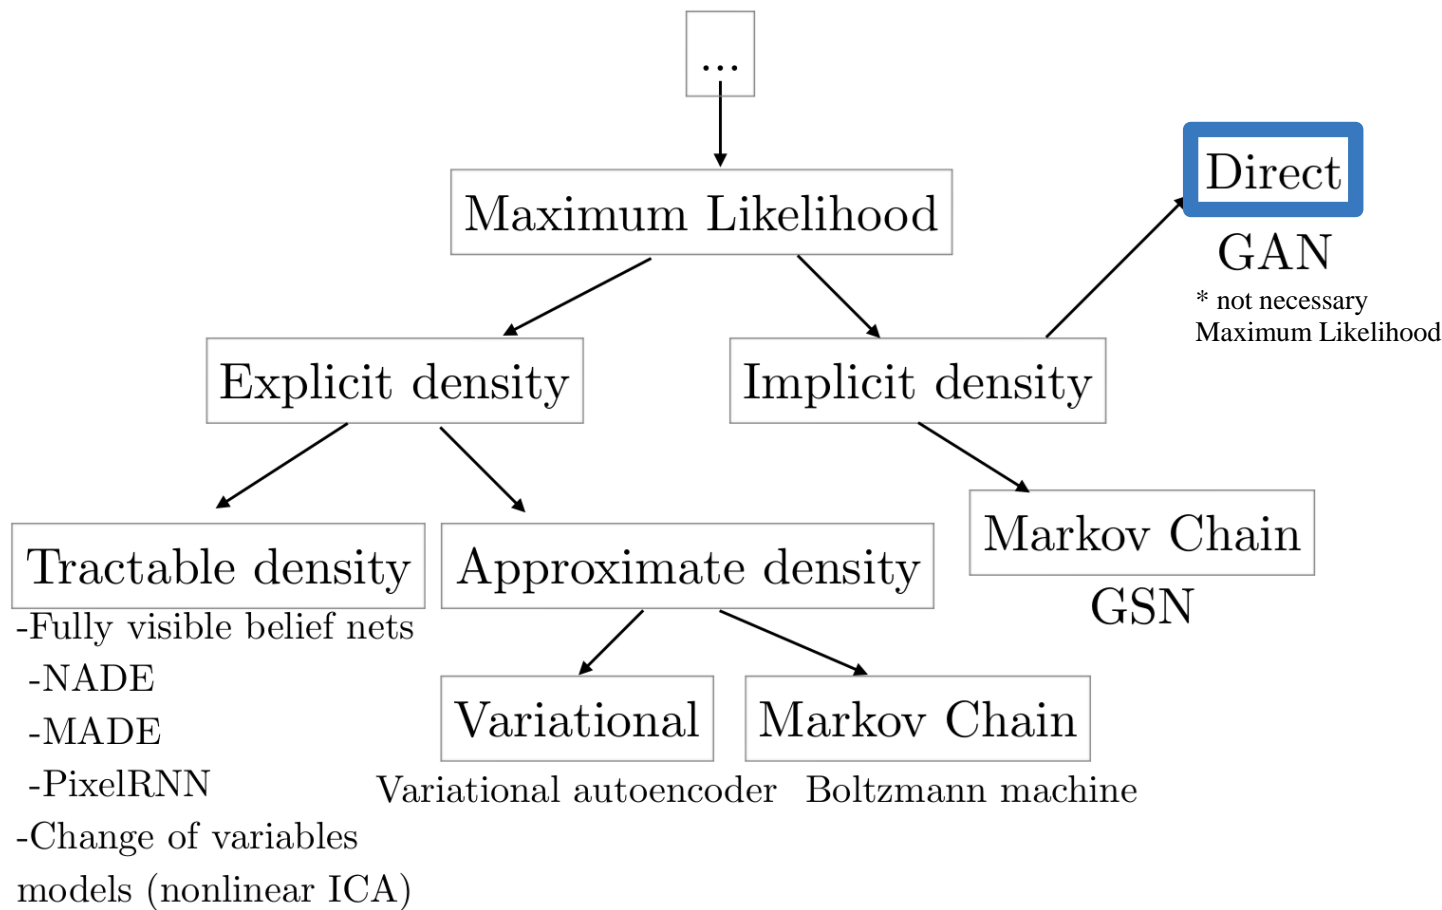 ...
Maximum Likelihood
Direct
GAN
* not necessary
Maximum Likelihood
Explicit density
Implicit density
Markov Chain
GSN
Tractable density
Approximate density
-Fully visible belief nets
-NADE
-MADE
-PixelRNN
-Change of variables
models (nonlinear ICA)
Variational
Markov Chain
Variational autoencoder
Boltzmann machine